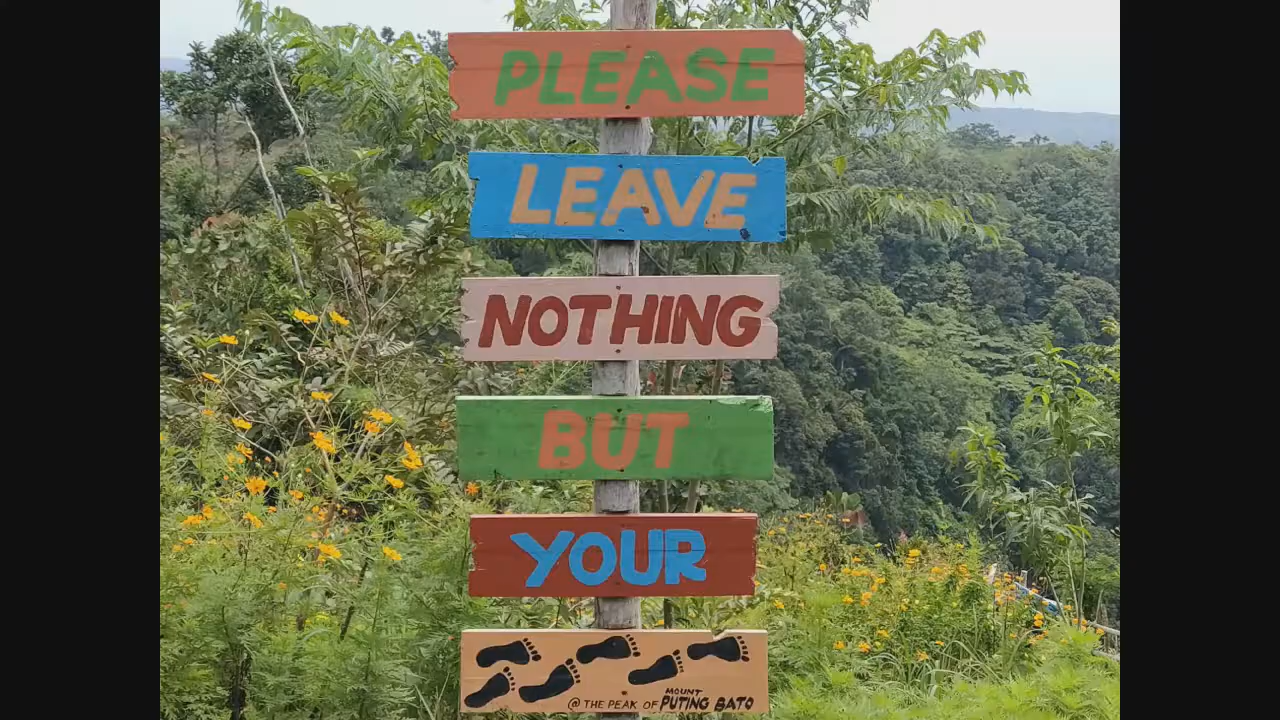 PLEASE
LEAVE
NOTHING
BUT
YOUR
@ THE PEAK OF MOUNT PUTING BATO